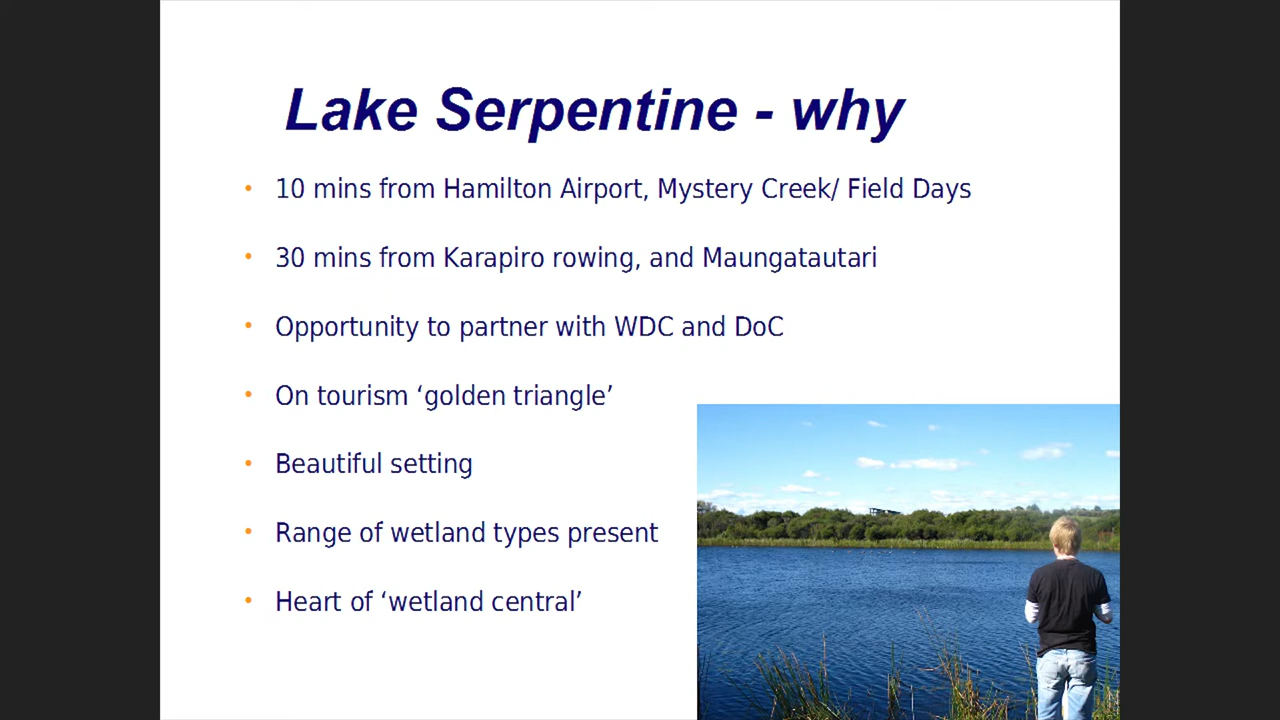 Lake Serpentine - why
• 10 mins from Hamilton Airport, Mystery Creek/ Field Days
• 30 mins from Karapiro rowing, and Maungatautari
• Opportunity to partner with WDC and DoC
• On tourism ‘golden triangle’
• Beautiful setting
• Range of wetland types present
• Heart of ‘wetland central’